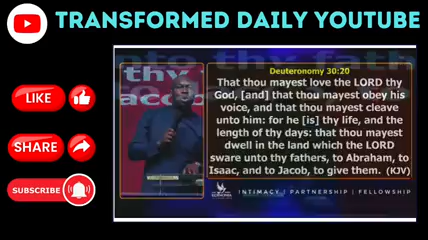 TRANSFORMED DAILY YOUTUBE
LIKE
SHARE
SUBSCRIBE
Deuteronomy 30:20
That thou mayest love the LORD thy
God, [and] that thou mayest obey his
voice, and that thou mayest cleave
unto him: for he [is] thy life, and the
length of thy days: that thou mayest
dwell in the land which the LORD
sware unto thy fathers, to Abraham, to
Isaac, and to Jacob, to give them. (KJV)
INTIMACY | PARTNERSHIP | FELLOWSHIP